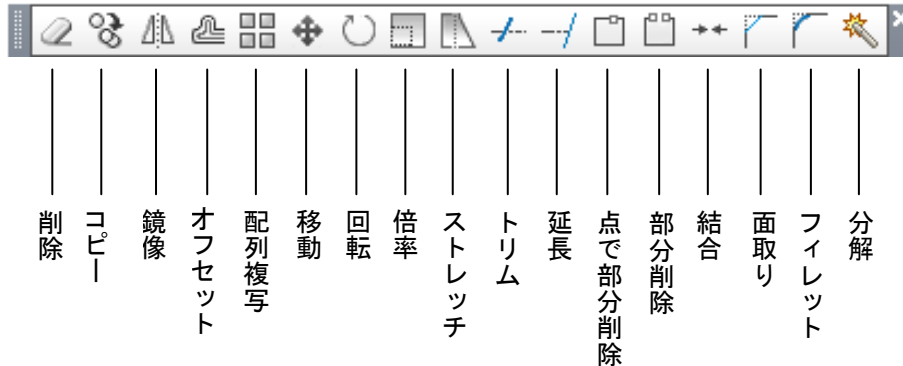 削除
コピー
鏡像
オフセット
配列複写
移動
回転
倍率
ストレッチ
トリム
延長
点で部分削除
部分削除
結合
面取り
フィレット
分解